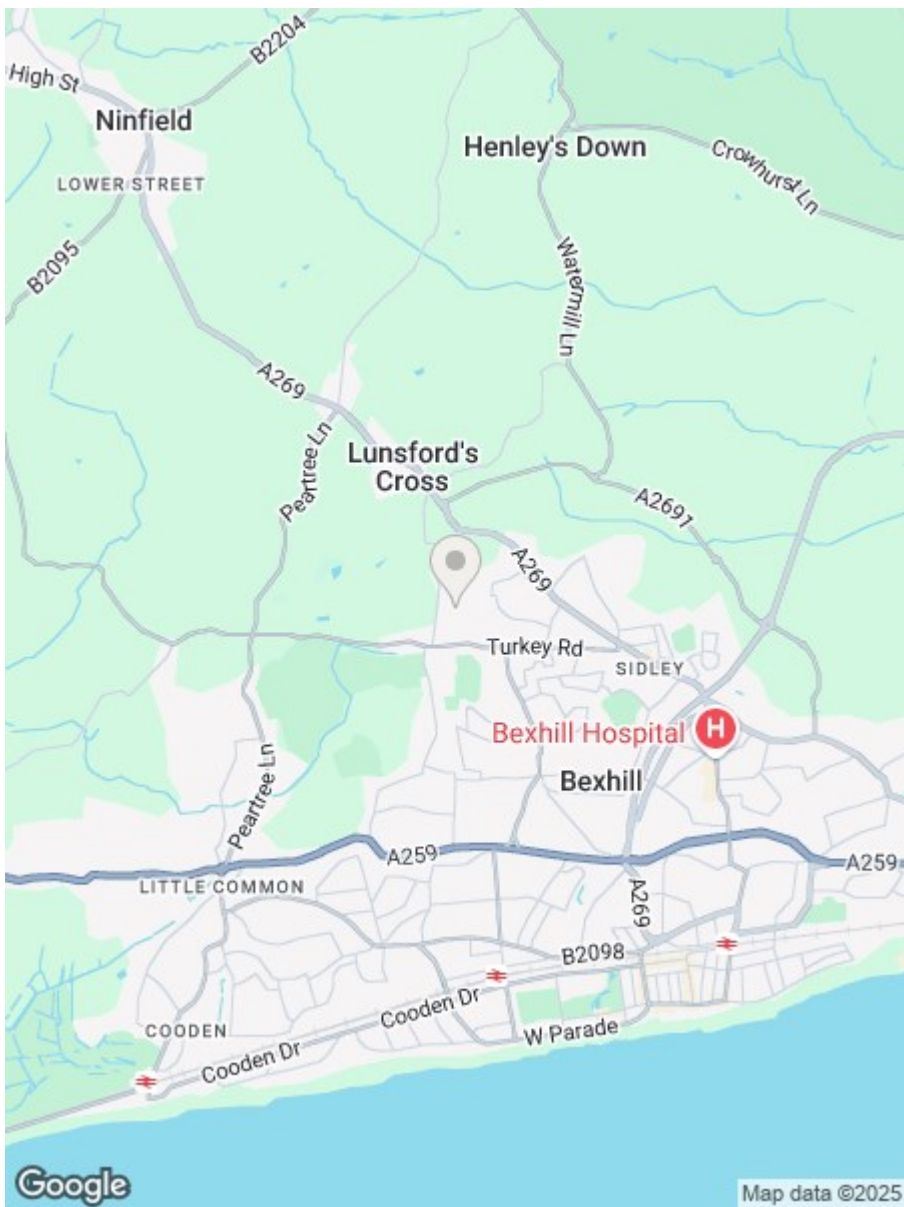 B2204
High St
Ninfield
Henley's Down
Crowhurst Ln
LOWER STREET
B2095
Watermill Ln
A269
Peartree Ln
Lunsford's
Cross
A2691
A269
Turkey Rd
SIDLEY
Bexhill Hospital
H
Bexhill
Peartree Ln
A259
A259
LITTLE COMMON
A269
B2098
Cooden Dr
COODEN
W Parade
Cooden Dr
Google
Map data ©2025